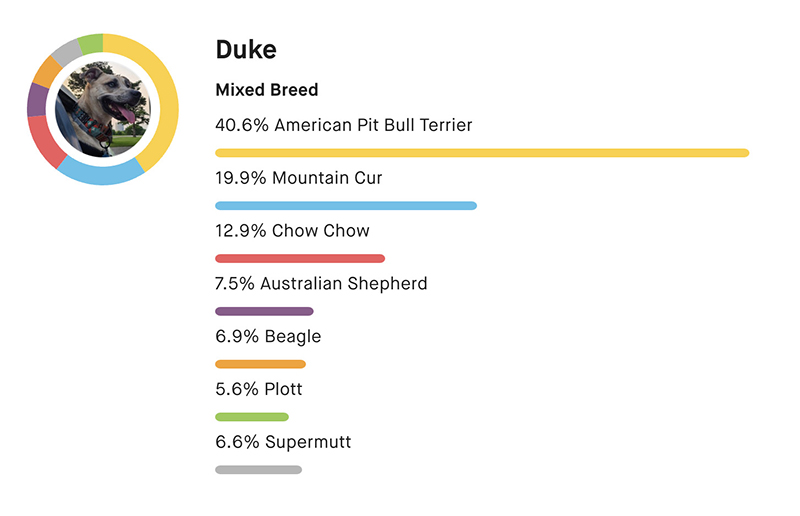 Duke
Mixed Breed
40.6% American Pit Bull Terrier
19.9% Mountain Cur
12.9% Chow Chow
7.5% Australian Shepherd
6.9% Beagle
5.6% Plott
6.6% Supermutt